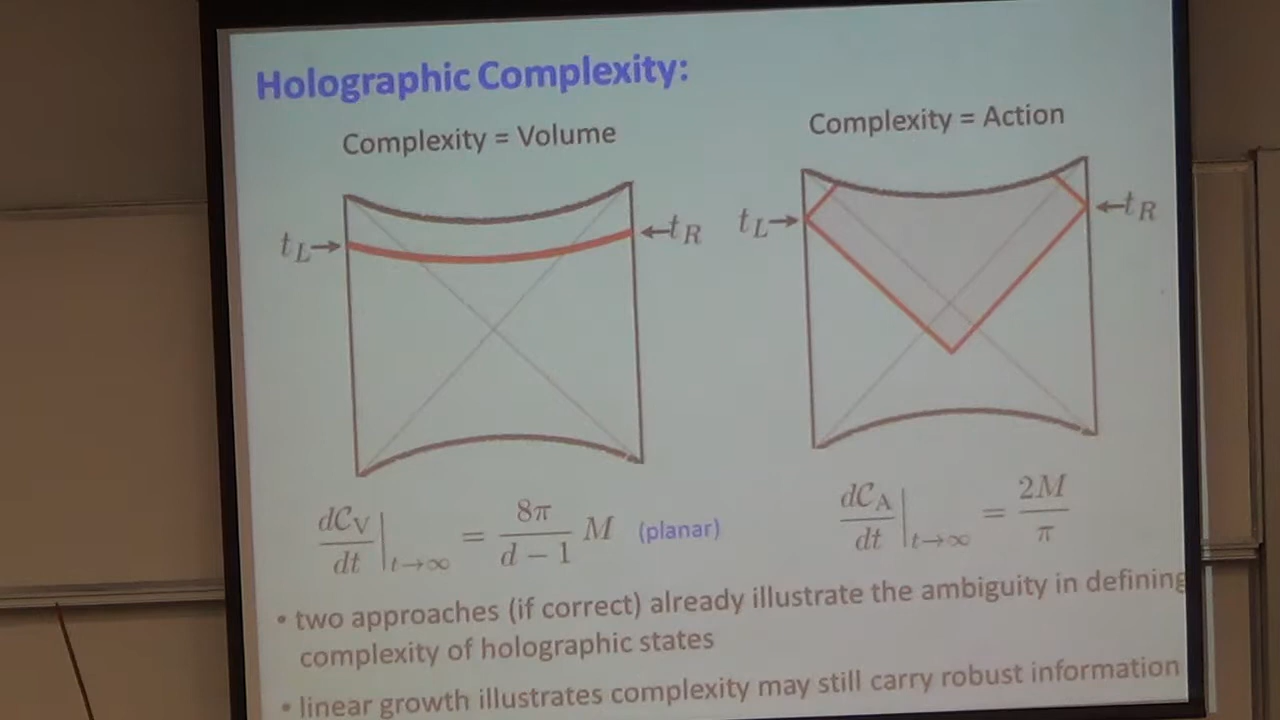 Holographic Complexity:
Complexity = Volume
Complexity = Action
t_L→
←t_R
t_L→
←t_R
dC_V/dt |_{t→∞} = 8π/(d − 1) M (planar)
dC_A/dt |_{t→∞} = 2M/π
• two approaches (if correct) already illustrate the ambiguity in defining
complexity of holographic states
• linear growth illustrates complexity may still carry robust information